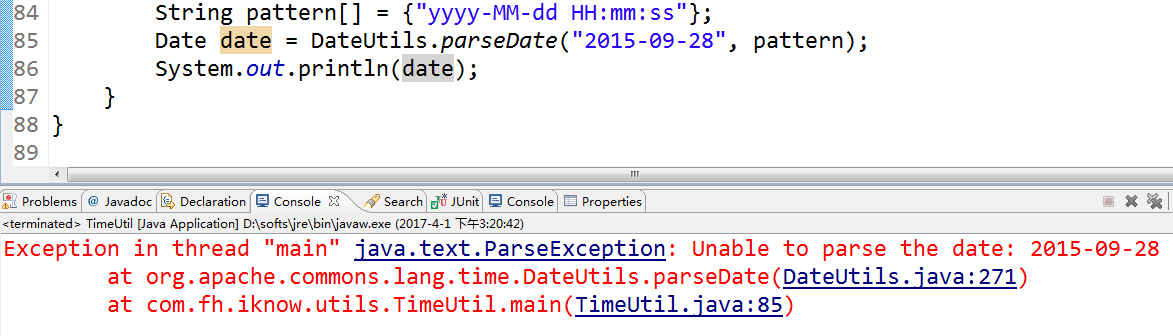 84 String pattern[] = {"yyyy-MM-dd HH:mm:ss"};
85 Date date = DateUtils.parseDate("2015-09-28", pattern);
86 System.out.println(date);
87 }
88 }
89
Problems @ Javadoc Declaration Console Search JUnit Console Properties
<terminated> TimeUtil [Java Application] D:\softs\jre\bin\javaw.exe (2017-4-1 下午3:20:42)
Exception in thread "main" java.text.ParseException: Unable to parse the date: 2015-09-28
at org.apache.commons.lang.time.DateUtils.parseDate(DateUtils.java:271)
at com.fh.iknow.utils.TimeUtil.main(TimeUtil.java:85)